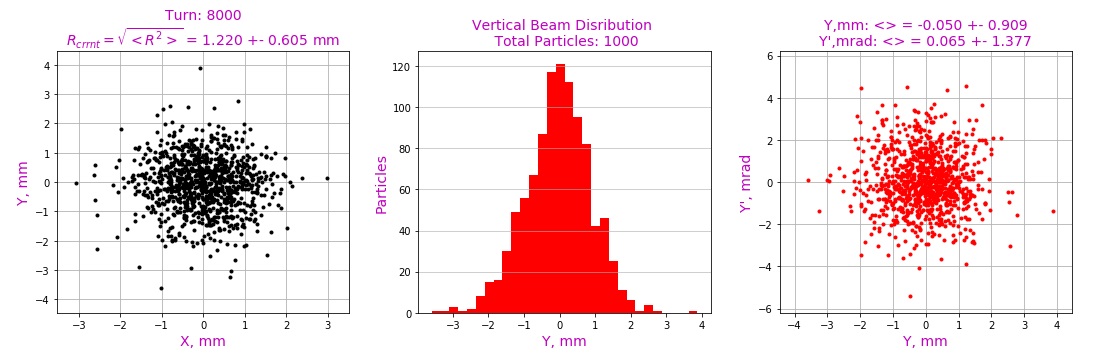 Turn: 8000
R_crrnt = √<R²> = 1.220 +- 0.605 mm
4
3
2
1
0
−1
−2
−3
−4
Y, mm
−3 −2 −1 0 1 2 3
X, mm
Vertical Beam Disribution
Total Particles: 1000
120
100
80
60
40
20
0
Particles
−3 −2 −1 0 1 2 3 4
Y, mm
Y,mm: <> = -0.050 +- 0.909
Y',mrad: <> = 0.065 +- 1.377
6
4
2
0
−2
−4
−6
Y', mrad
−4 −3 −2 −1 0 1 2 3 4
Y, mm